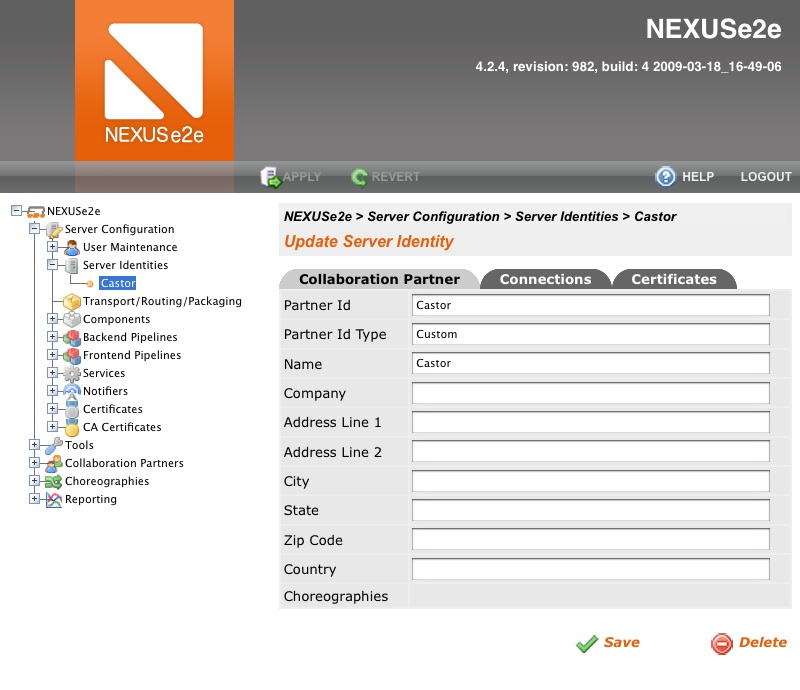 NEXUSe2e
4.2.4, revision: 982, build: 4 2009-03-18_16-49-06
NEXUSe2e
APPLY REVERT HELP LOGOUT
NEXUSe2e
Server Configuration
User Maintenance
Server Identities
Castor
Transport/Routing/Packaging
Components
Backend Pipelines
Frontend Pipelines
Services
Notifiers
Certificates
CA Certificates
Tools
Collaboration Partners
Choreographies
Reporting
NEXUSe2e > Server Configuration > Server Identities > Castor
Update Server Identity
Collaboration Partner Connections Certificates
Partner Id Castor
Partner Id Type Custom
Name Castor
Company
Address Line 1
Address Line 2
City
State
Zip Code
Country
Choreographies
Save Delete